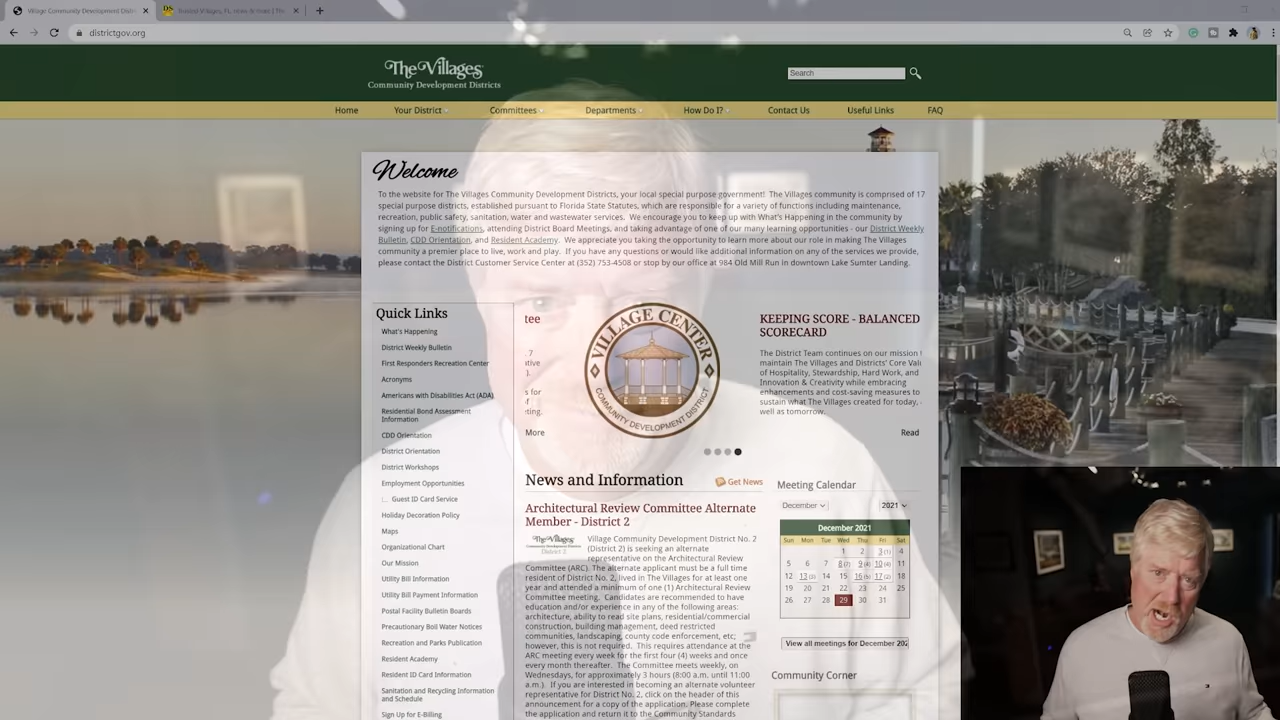 Village Community Development Distri
districtgov.org
The Villages
Community Development Districts
Search
Home Your District Committees Departments How Do I? Contact Us Useful Links FAQ
Welcome
To the website for The Villages Community Development Districts, your local special purpose government! The Villages community is comprised of 17
special purpose districts, established pursuant to Florida State Statutes, which are responsible for a variety of functions including maintenance,
recreation, public safety, sanitation, water and wastewater services. We encourage you to keep up with What's Happening in the community by
signing up for E-notifications, attending District Board Meetings, and taking advantage of one of our many learning opportunities - our District Weekly
Bulletin, CDD Orientation, and Resident Academy. We appreciate you taking the opportunity to learn more about our role in making The Villages
community a premier place to live, work and play. If you have any questions or would like additional information on any of the services we provide,
please contact the District Customer Service Center at (352) 753-4508 or stop by our office at 984 Old Mill Run in downtown Lake Sumter Landing.
Quick Links
What's Happening
District Weekly Bulletin
First Responders Recreation Center
Acronyms
Americans with Disabilities Act (ADA)
Residential Bond Assessment
Information
CDD Orientation
District Orientation
District Workshops
Employment Opportunities
Guest ID Card Service
Holiday Decoration Policy
Maps
Organizational Chart
Our Mission
Utility Bill Information
Utility Bill Payment Information
Postal Facility Bulletin Boards
Precautionary Boil Water Notices
Recreation and Parks Publication
Resident Academy
Resident ID Card Information
Sanitation and Recycling Information
and Schedule
Sign Up for E-Billing
tee
7
ative
).
s for
of
eting.
More
VILLAGE CENTER
COMMUNITY DEVELOPMENT DISTRICT
KEEPING SCORE - BALANCED
SCORECARD
The District Team continues on our mission t
maintain The Villages and Districts' Core Val
of Hospitality, Stewardship, Hard Work, and
Innovation & Creativity while embracing
enhancements and cost-saving measures to
sustain what The Villages created for today,
well as tomorrow.
Read
News and Information
Get News
Architectural Review Committee Alternate
Member - District 2
The Villages
Community Development District
District 2
Village Community Development District No. 2
(District 2) is seeking an alternate
representative on the Architectural Review
Committee (ARC). The alternate applicant must be a full time
resident of District No. 2, lived in The Villages for at least one
year and attended a minimum of one (1) Architectural Review
Committee meeting. Candidates are recommended to have
education and/or experience in any of the following areas:
architecture, ability to read site plans, residential/commercial
construction, building management, deed restricted
communities, landscaping, county code enforcement, etc;
however, this is not required. This requires attendance at the
ARC meeting every week for the first four (4) weeks and once
every month thereafter. The Committee meets weekly, on
Wednesdays, for approximately 3 hours (8:00 a.m. until 11:00
a.m.). If you are interested in becoming an alternate volunteer
representative for District No. 2, click on the header of this
announcement for a copy of the application. Please complete
the application and return it to the Community Standards
Meeting Calendar
December 2021
December 2021
Sun Mon Tue Wed Thu Fri Sat
1 2 3 (1) 4
5 6 7 8 (7) 9 (4) 10 (4) 11
12 13 (2) 14 15 16 (5) 17 (2) 18
19 20 21 22 23 24 25
26 27 28 29 30 31
View all meetings for December 202
Community Corner